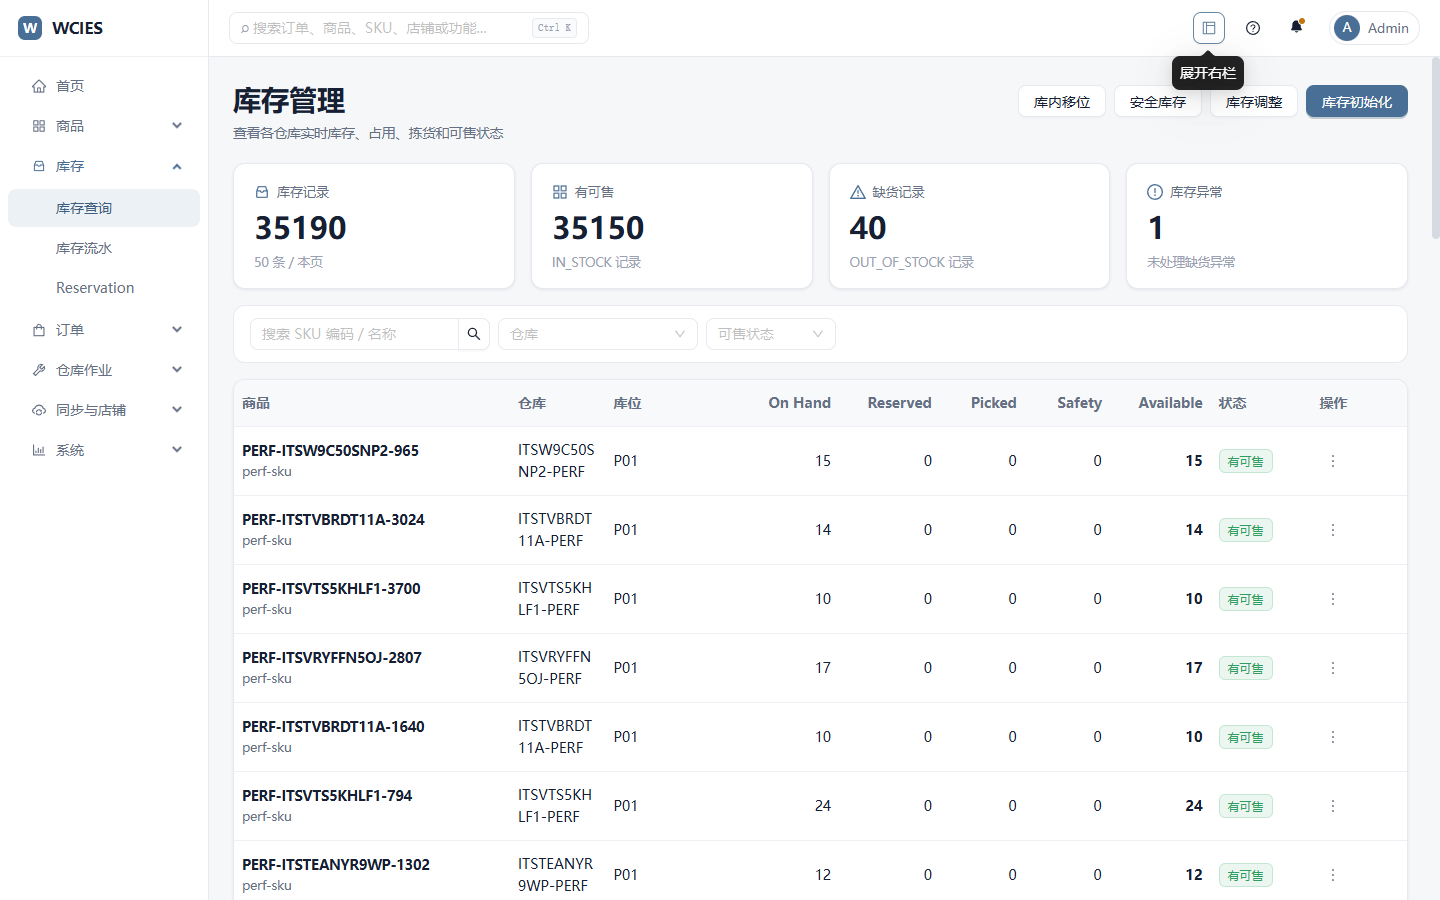 W WCIES
搜索订单、商品、SKU、店铺或功能... Ctrl K
A Admin
展开右栏
首页
商品
库存
库存查询
库存流水
Reservation
订单
仓库作业
同步与店铺
系统
库存管理
查看各仓库实时库存、占用、拣货和可售状态
库内移位 安全库存 库存调整 库存初始化
库存记录
35190
50 条 / 本页
有可售
35150
IN_STOCK 记录
缺货记录
40
OUT_OF_STOCK 记录
库存异常
1
未处理缺货异常
搜索 SKU 编码 / 名称 仓库 可售状态
商品 仓库 库位 On Hand Reserved Picked Safety Available 状态 操作
PERF-ITSW9C50SNP2-965
perf-sku
ITSW9C50S
NP2-PERF
P01 15 0 0 0 15 有可售
PERF-ITSTVBRDT11A-3024
perf-sku
ITSTVBRDT
11A-PERF
P01 14 0 0 0 14 有可售
PERF-ITSVTS5KHLF1-3700
perf-sku
ITSVTS5KH
LF1-PERF
P01 10 0 0 0 10 有可售
PERF-ITSVRYFFN5OJ-2807
perf-sku
ITSVRYFFN
5OJ-PERF
P01 17 0 0 0 17 有可售
PERF-ITSTVBRDT11A-1640
perf-sku
ITSTVBRDT
11A-PERF
P01 10 0 0 0 10 有可售
PERF-ITSVTS5KHLF1-794
perf-sku
ITSVTS5KH
LF1-PERF
P01 24 0 0 0 24 有可售
PERF-ITSTEANYR9WP-1302
perf-sku
ITSTEANYR
9WP-PERF
P01 12 0 0 0 12 有可售